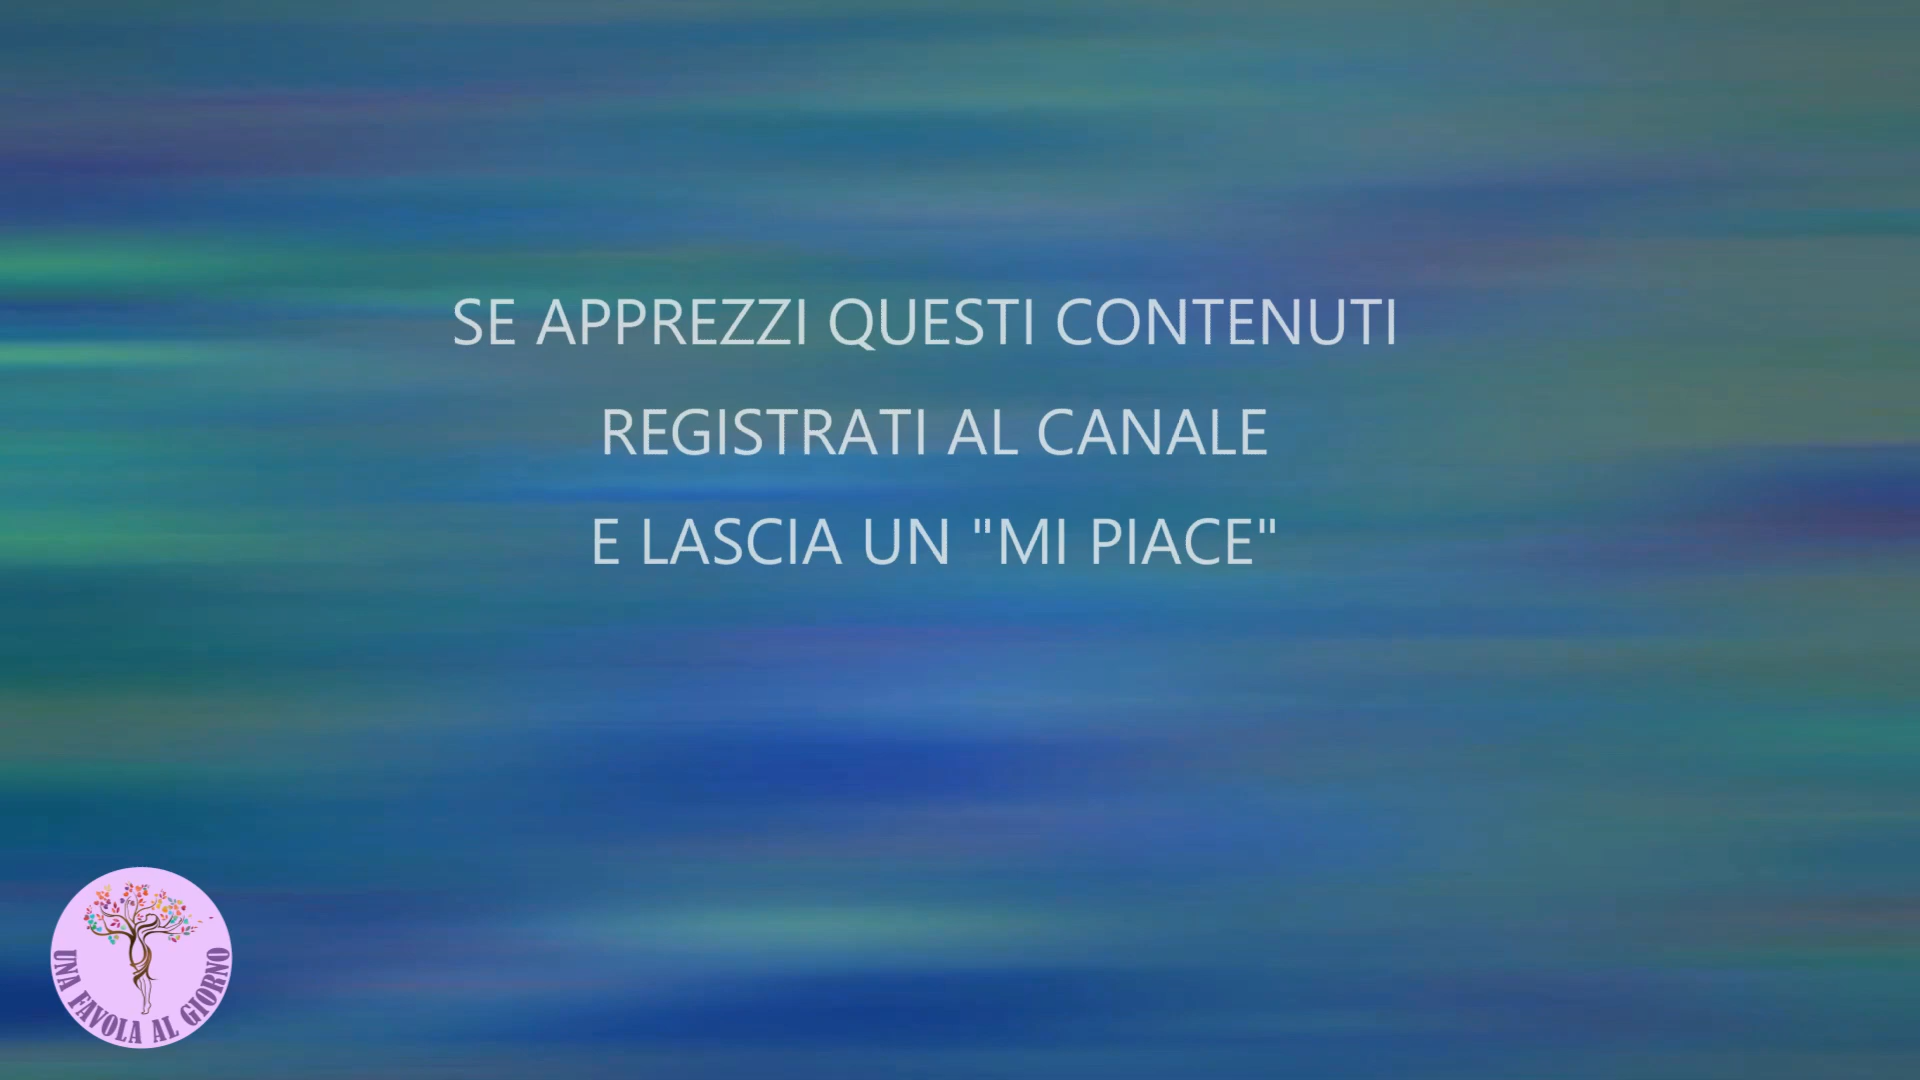 SE APPREZZI QUESTI CONTENUTI
REGISTRATI AL CANALE
E LASCIA UN "MI PIACE"
UNA FAVOLA AL GIORNO